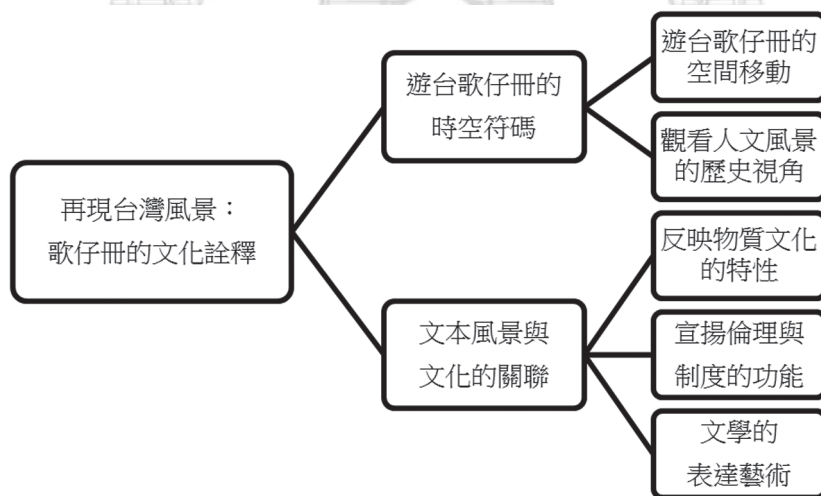 再現台灣風景：
歌仔冊的文化詮釋
遊台歌仔冊的
時空符碼
遊台歌仔冊的
空間移動
觀看人文風景
的歷史視角
文本風景與
文化的關聯
反映物質文化
的特性
宣揚倫理與
制度的功能
文學的
表達藝術